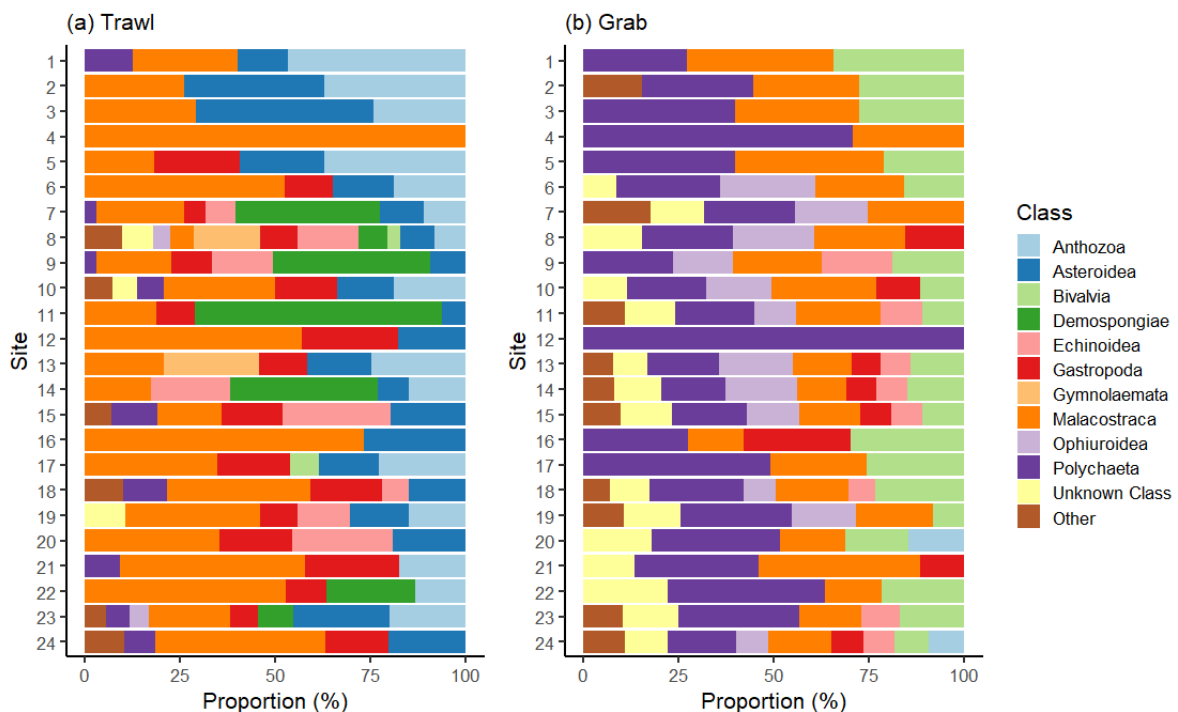 (a) Trawl
(b) Grab
Site
1
2
3
4
5
6
7
8
9
10
11
12
13
14
15
16
17
18
19
20
21
22
23
24
0 25 50 75 100
Proportion (%)
Site
1
2
3
4
5
6
7
8
9
10
11
12
13
14
15
16
17
18
19
20
21
22
23
24
0 25 50 75 100
Proportion (%)
Class
Anthozoa
Asteroidea
Bivalvia
Demospongiae
Echinoidea
Gastropoda
Gymnolaemata
Malacostraca
Ophiuroidea
Polychaeta
Unknown Class
Other